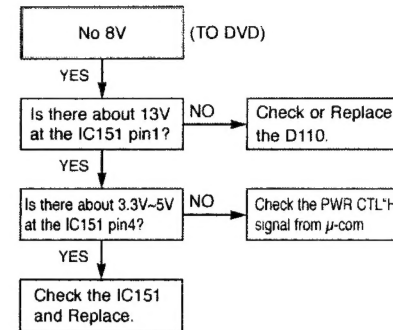 No 8V
(TO DVD)
YES
Is there about 13V
at the IC151 pin1?
NO
Check or Replace
the D110.
YES
Is there about 3.3V~5V
at the IC151 pin4?
NO
Check the PWR CTL"H
signal from µ-com
YES
Check the IC151
and Replace.